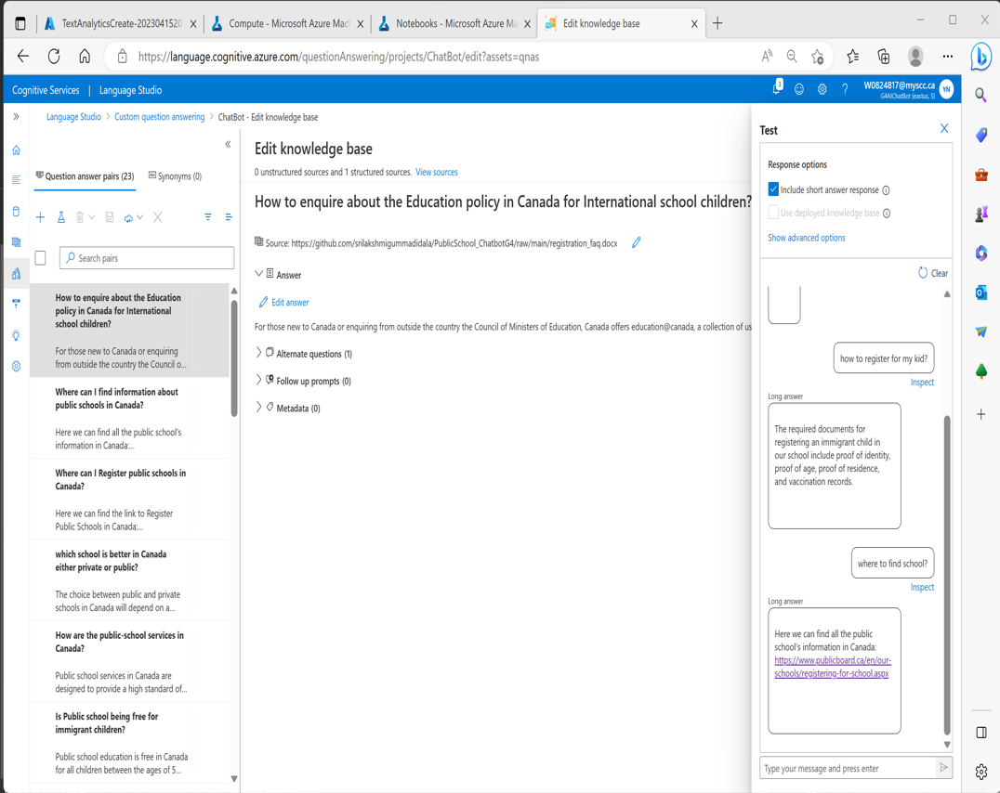 TextAnalyticsCreate-2023041520
Compute - Microsoft Azure Mac
Notebooks - Microsoft Azure Ma
Edit knowledge base
https://language.cognitive.azure.com/questionAnswering/projects/ChatBot/edit?assets=qnas
Cognitive Services | Language Studio
1
W0824817@myscc.ca
G4AIChatBot (eastus, S)
YN
Language Studio > Custom question answering > ChatBot - Edit knowledge base
Question answer pairs (23)
Synonyms (0)
Search pairs
How to enquire about the Education
policy in Canada for International
school children?
For those new to Canada or enquiring
from outside the country the Council o...
Where can I find information about
public schools in Canada?
Here we can find all the public school's
information in Canada:...
Where can I Register public schools in
Canada?
Here we can find the link to Register
Public Schools in Canada:...
which school is better in Canada
either private or public?
The choice between public and private
schools in Canada will depend on a...
How are the public-school services in
Canada?
Public school services in Canada are
designed to provide a high standard of...
Is Public school being free for
immigrant children?
Public school education is free in Canada
for all children between the ages of 5...
Edit knowledge base
0 unstructured sources and 1 structured sources. View sources
How to enquire about the Education policy in Canada for International school children?
Source: https://github.com/srilakshmigummadidala/PublicSchool_ChatbotG4/raw/main/registration_faq.docx
Answer
Edit answer
For those new to Canada or enquiring from outside the country the Council of Ministers of Education, Canada offers education@canada, a collection of us
Alternate questions (1)
Follow up prompts (0)
Metadata (0)
Test
Response options
Include short answer response
Use deployed knowledge base
Show advanced options
Clear
how to register for my kid?
Inspect
Long answer
The required documents for
registering an immigrant child in
our school include proof of identity,
proof of age, proof of residence,
and vaccination records.
where to find school?
Inspect
Long answer
Here we can find all the public
school's information in Canada:
https://www.publicboard.ca/en/our-
schools/registering-for-school.aspx
Type your message and press enter